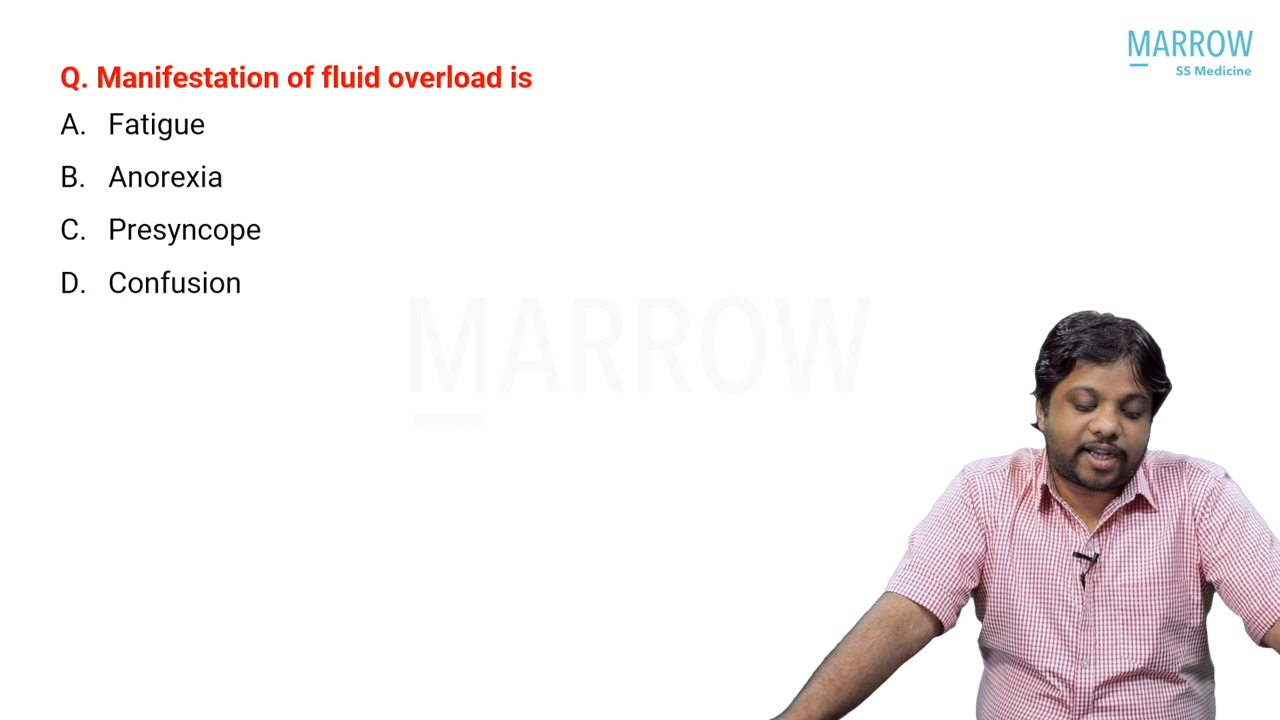 MARROW
SS Medicine
Q. Manifestation of fluid overload is
A. Fatigue
B. Anorexia
C. Presyncope
D. Confusion
MARROW